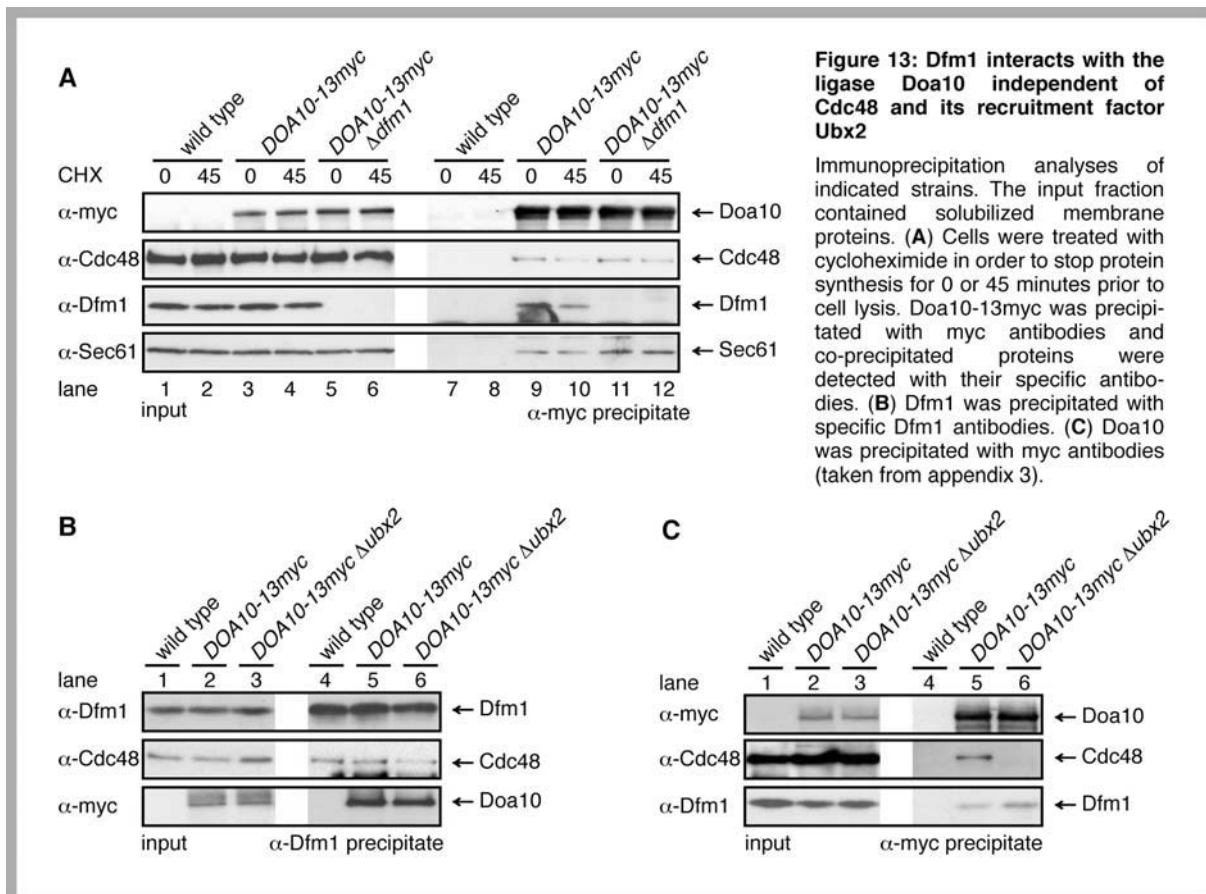 A
wild type
DOA10-13myc
DOA10-13myc
Δdfm1
wild type
DOA10-13myc
DOA10-13myc
Δdfm1
CHX 0 45 0 45 0 45 0 45 0 45 0 45
α-myc ← Doa10
α-Cdc48 ← Cdc48
α-Dfm1 ← Dfm1
α-Sec61 ← Sec61
lane 1 2 3 4 5 6 7 8 9 10 11 12
input α-myc precipitate
Figure 13: Dfm1 interacts with the
ligase Doa10 independent of
Cdc48 and its recruitment factor
Ubx2
Immunoprecipitation analyses of
indicated strains. The input fraction
contained solubilized membrane
proteins. (A) Cells were treated with
cycloheximide in order to stop protein
synthesis for 0 or 45 minutes prior to
cell lysis. Doa10-13myc was precipi-
tated with myc antibodies and
co-precipitated proteins were
detected with their specific antibo-
dies. (B) Dfm1 was precipitated with
specific Dfm1 antibodies. (C) Doa10
was precipitated with myc antibodies
(taken from appendix 3).
B
wild type
DOA10-13myc
DOA10-13myc Δubx2
wild type
DOA10-13myc
DOA10-13myc Δubx2
lane 1 2 3 4 5 6
α-Dfm1 ← Dfm1
α-Cdc48 ← Cdc48
α-myc ← Doa10
input α-Dfm1 precipitate
C
wild type
DOA10-13myc
DOA10-13myc Δubx2
wild type
DOA10-13myc
DOA10-13myc Δubx2
lane 1 2 3 4 5 6
α-myc ← Doa10
α-Cdc48 ← Cdc48
α-Dfm1 ← Dfm1
input α-myc precipitate